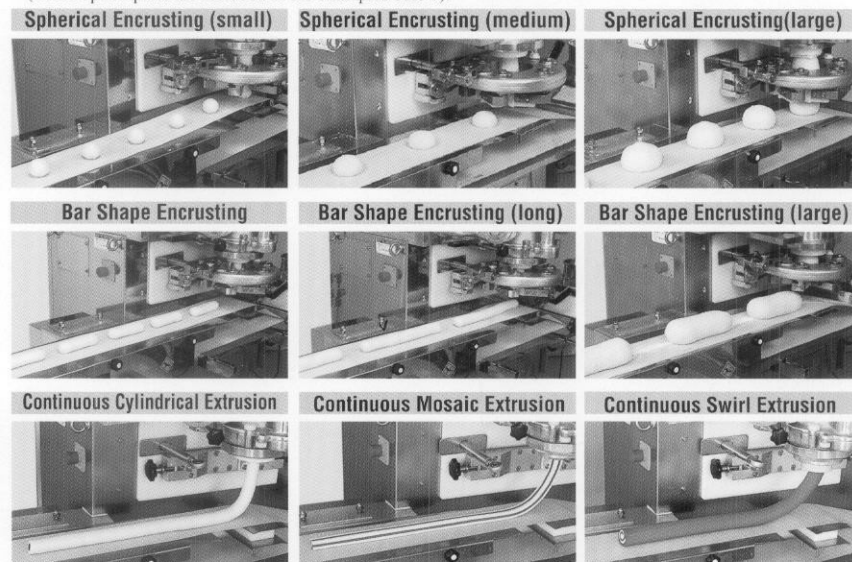 Spherical Encrusting (small)
Spherical Encrusting (medium)
Spherical Encrusting(large)
Bar Shape Encrusting
Bar Shape Encrusting (long)
Bar Shape Encrusting (large)
Continuous Cylindrical Extrusion
Continuous Mosaic Extrusion
Continuous Swirl Extrusion